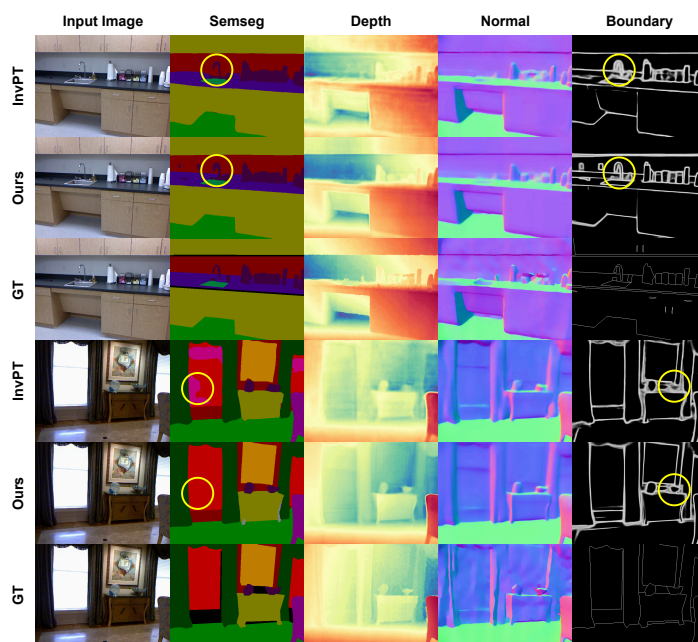 Input Image Semseg Depth Normal Boundary
InvPT
Ours
GT
InvPT
Ours
GT